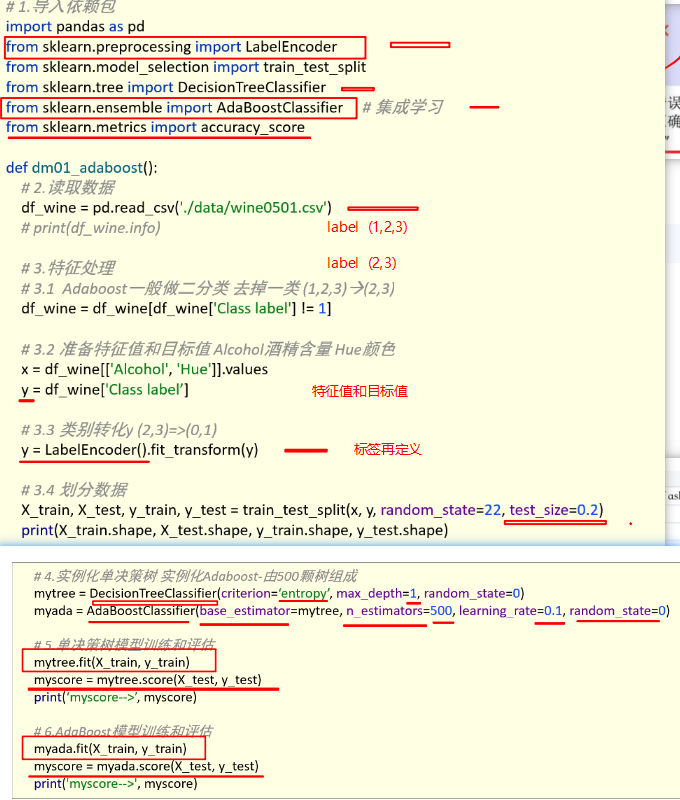 # 1.导入依赖包
import pandas as pd
from sklearn.preprocessing import LabelEncoder
from sklearn.model_selection import train_test_split
from sklearn.tree import DecisionTreeClassifier
from sklearn.ensemble import AdaBoostClassifier # 集成学习
from sklearn.metrics import accuracy_score
def dm01_adaboost():
# 2.读取数据
df_wine = pd.read_csv('./data/wine0501.csv')
# print(df_wine.info)
label (1,2,3)
label (2,3)
# 3.特征处理
# 3.1 Adaboost一般做二分类 去掉一类 (1,2,3)→(2,3)
df_wine = df_wine[df_wine['Class label'] != 1]
# 3.2 准备特征值和目标值 Alcohol酒精含量 Hue颜色
x = df_wine[['Alcohol', 'Hue']].values
y = df_wine['Class label’]
特征值和目标值
# 3.3 类别转化y (2,3)=>(0,1)
y = LabelEncoder().fit_transform(y)
标签再定义
# 3.4 划分数据
X_train, X_test, y_train, y_test = train_test_split(x, y, random_state=22, test_size=0.2)
print(X_train.shape, X_test.shape, y_train.shape, y_test.shape)
# 4.实例化单决策树 实例化Adaboost-由500颗树组成
mytree = DecisionTreeClassifier(criterion=‘entropy’, max_depth=1, random_state=0)
myada = AdaBoostClassifier(base_estimator=mytree, n_estimators=500, learning_rate=0.1, random_state=0)
# 5.单决策树模型训练和评估
mytree.fit(X_train, y_train)
myscore = mytree.score(X_test, y_test)
print(‘myscore-->’, myscore)
# 6.AdaBoost模型训练和评估
myada.fit(X_train, y_train)
myscore = myada.score(X_test, y_test)
print('myscore-->', myscore)